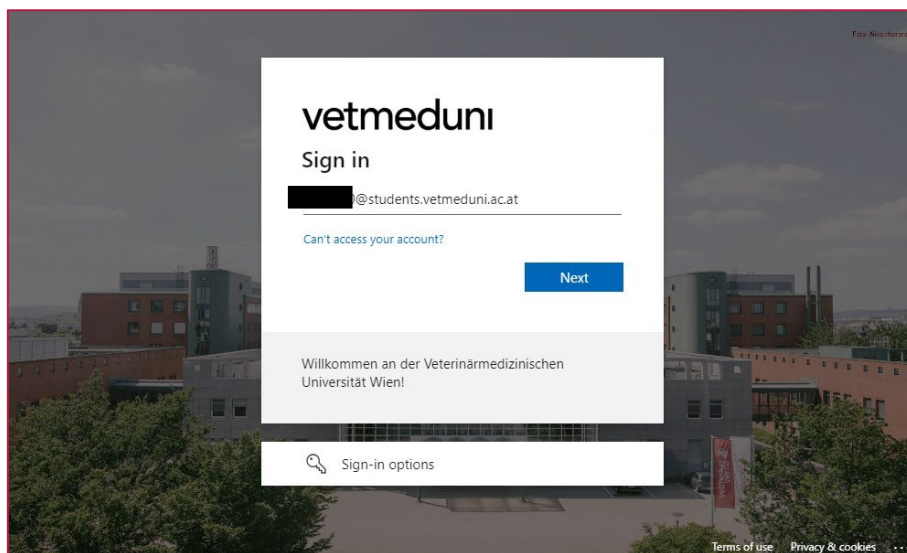 vetmeduni
Sign in
@students.vetmeduni.ac.at
Can't access your account?
Next
Willkommen an der Veterinärmedizinischen
Universität Wien!
Sign-in options
Terms of use Privacy & cookies ...